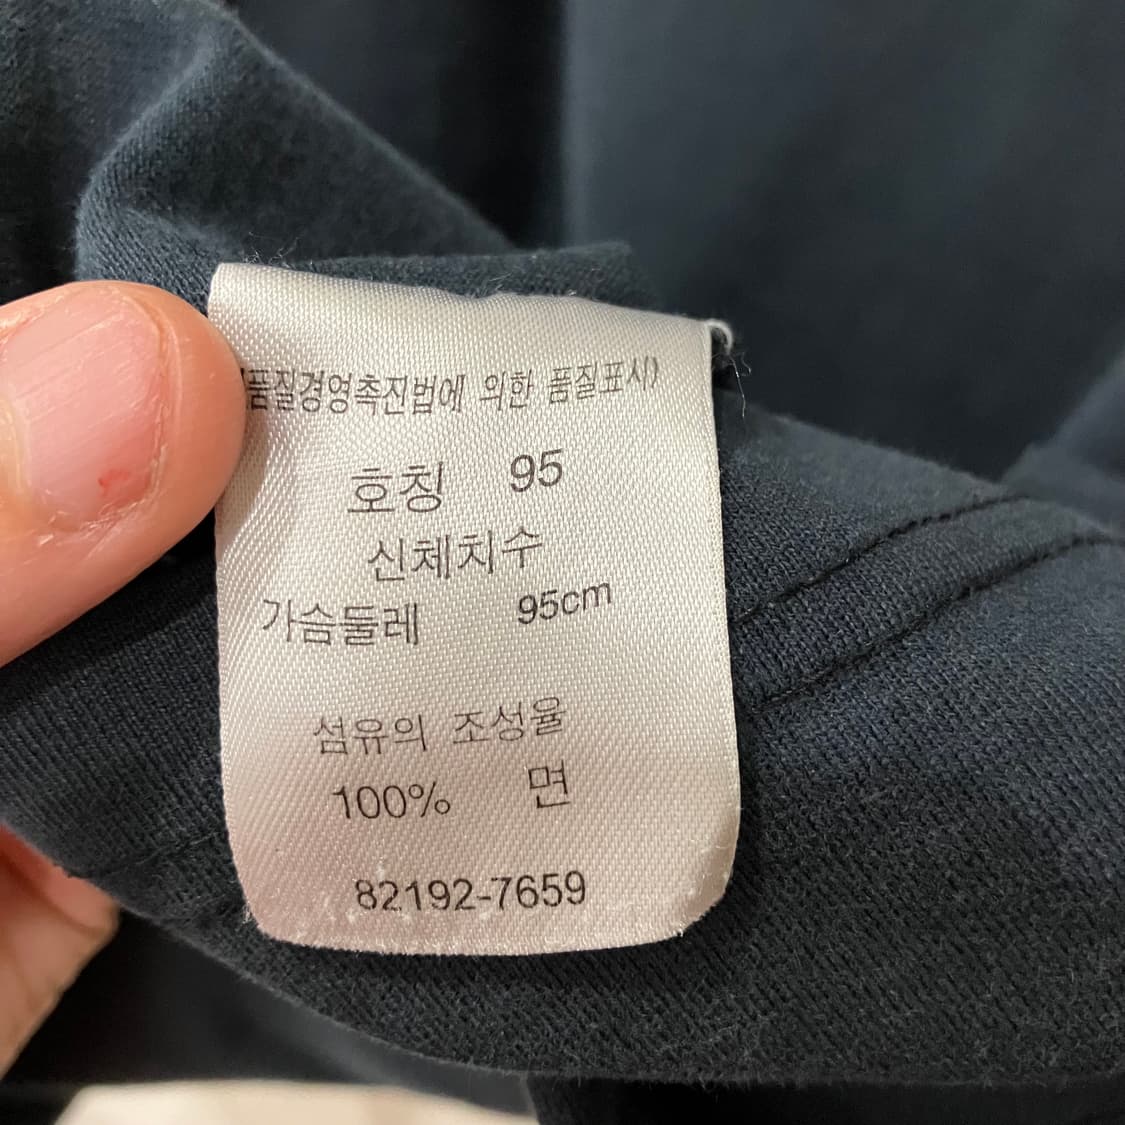 (품질경영촉진법에 의한 품질표시)
호칭 95
신체치수
가슴둘레 95cm
섬유의 조성율
100% 면
82192-7659